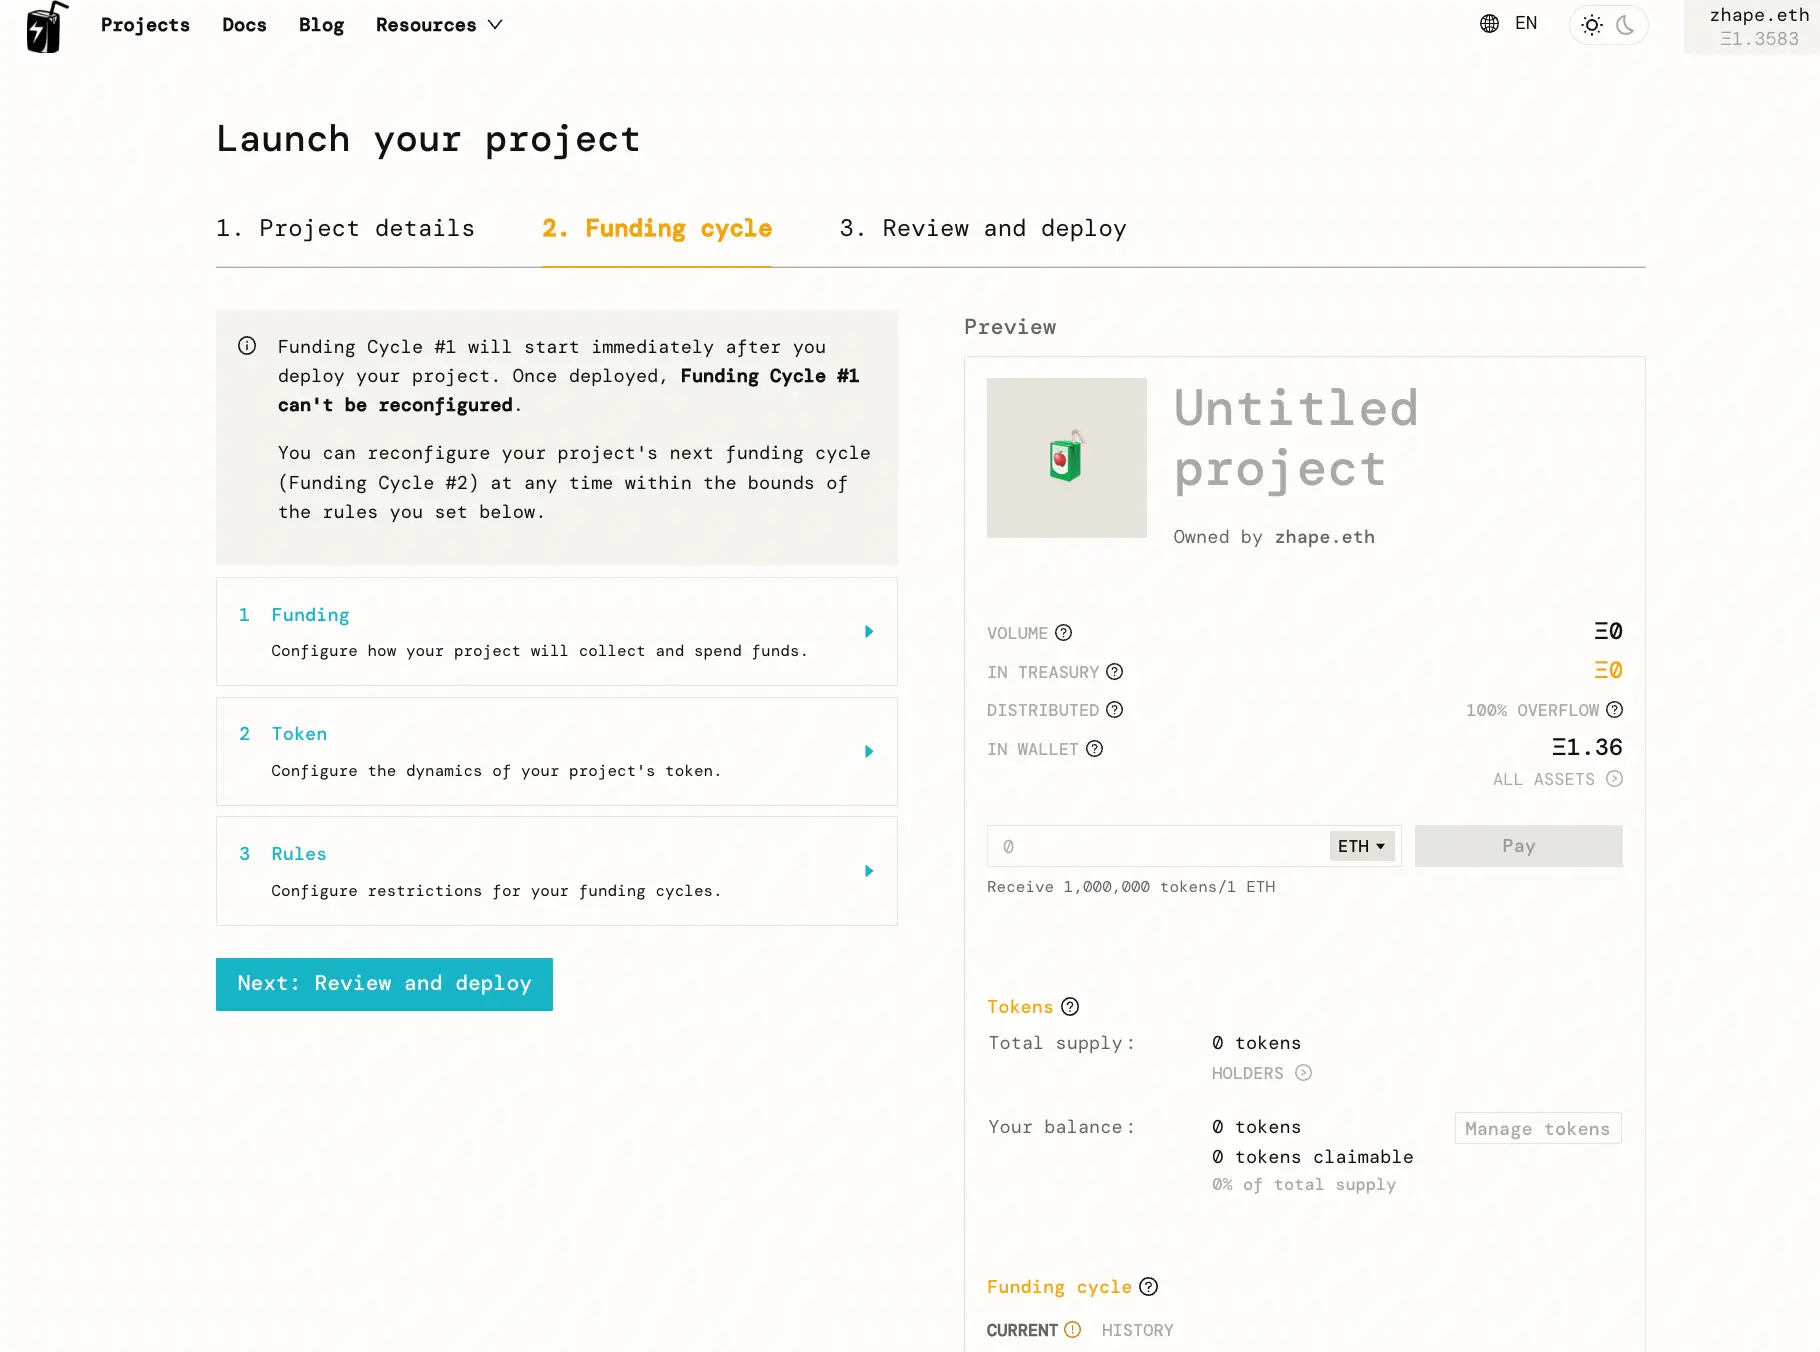 Projects Docs Blog Resources
EN
zhape.eth
Ξ1.3583
Launch your project
1. Project details 2. Funding cycle 3. Review and deploy
Funding Cycle #1 will start immediately after you
deploy your project. Once deployed, Funding Cycle #1
can't be reconfigured.
You can reconfigure your project's next funding cycle
(Funding Cycle #2) at any time within the bounds of
the rules you set below.
1 Funding
Configure how your project will collect and spend funds.
2 Token
Configure the dynamics of your project's token.
3 Rules
Configure restrictions for your funding cycles.
Next: Review and deploy
Preview
Untitled
project
Owned by zhape.eth
VOLUME Ξ0
IN TREASURY Ξ0
DISTRIBUTED 100% OVERFLOW
IN WALLET Ξ1.36
ALL ASSETS
0 ETH Pay
Receive 1,000,000 tokens/1 ETH
Tokens
Total supply: 0 tokens
HOLDERS
Your balance: 0 tokens Manage tokens
0 tokens claimable
0% of total supply
Funding cycle
CURRENT HISTORY